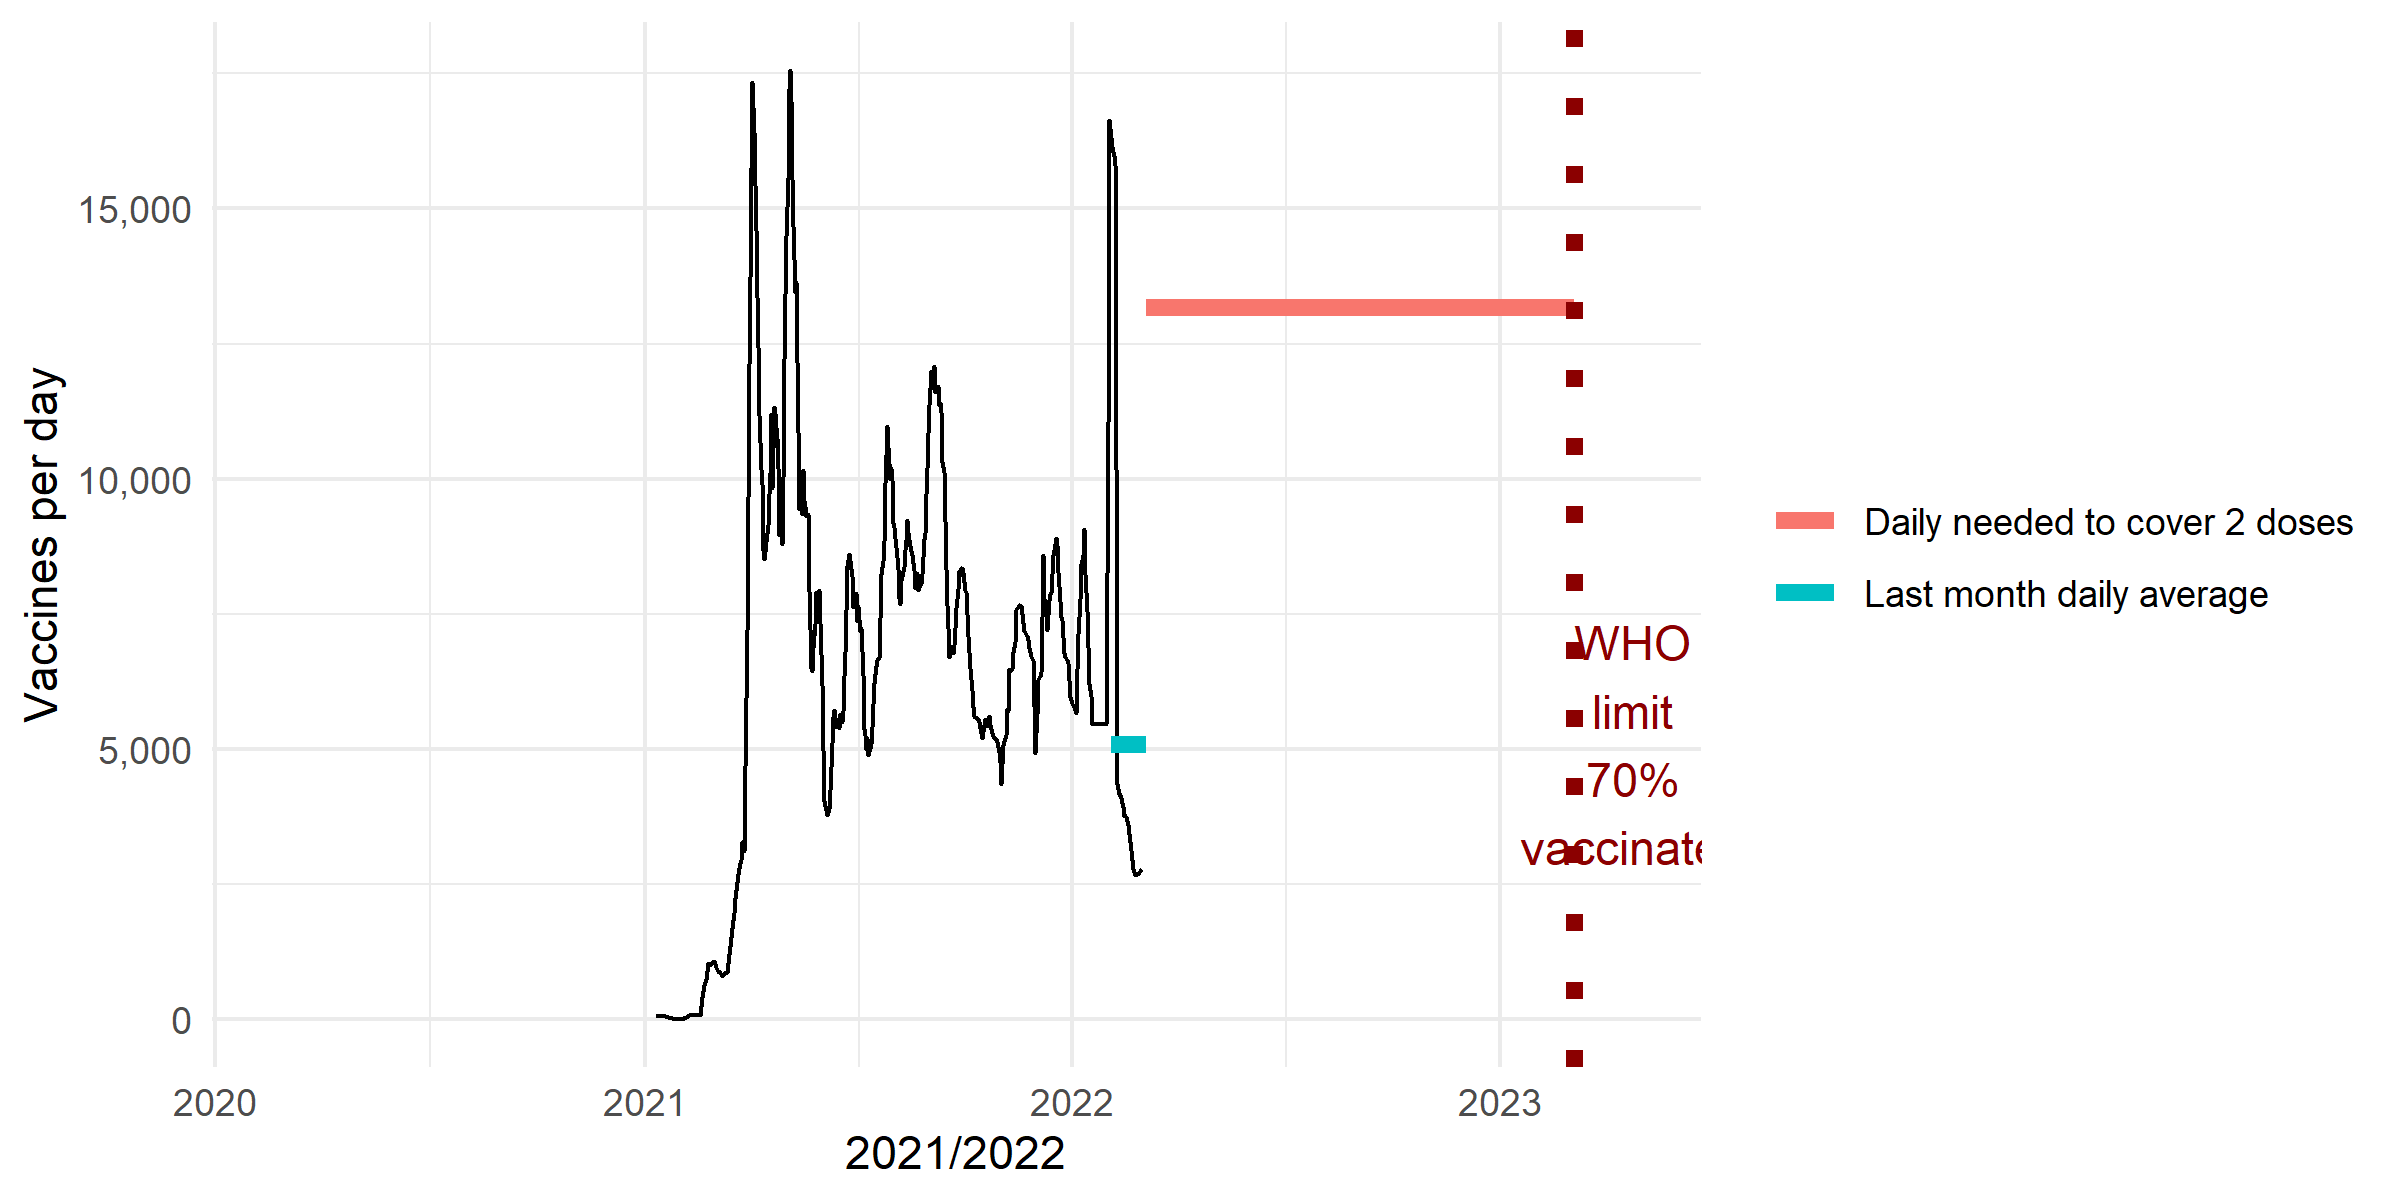 Vaccines per day
15,000
10,000
5,000
0
2020
2021
2022
2023
2021/2022
WHO
limit
70%
vaccinate
Daily needed to cover 2 doses
Last month daily average